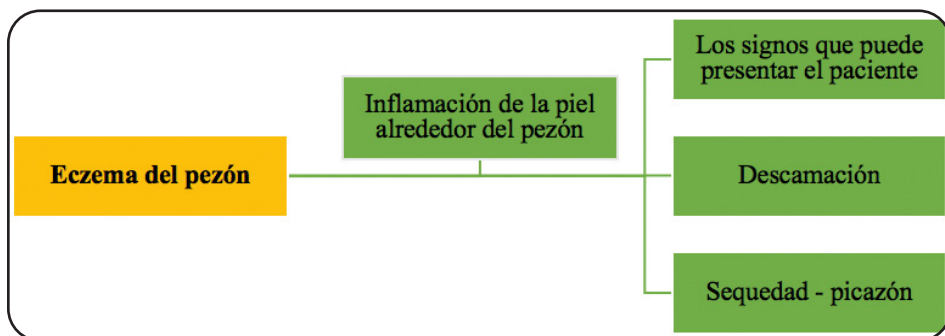 Eczema del pezón
Inflamación de la piel
alrededor del pezón
Los signos que puede
presentar el paciente
Descamación
Sequedad - picazón